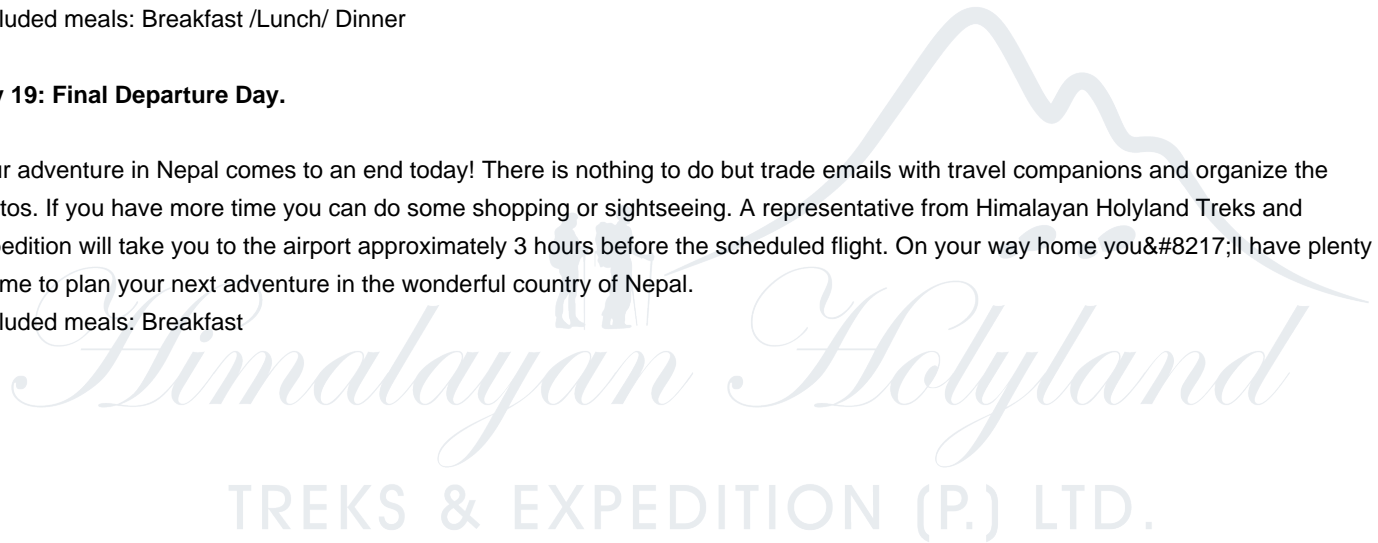 luded meals: Breakfast /Lunch/ Dinner
y 19: Final Departure Day.
ur adventure in Nepal comes to an end today! There is nothing to do but trade emails with travel companions and organize the
tos. If you have more time you can do some shopping or sightseeing. A representative from Himalayan Holyland Treks and
pedition will take you to the airport approximately 3 hours before the scheduled flight. On your way home you&#8217;ll have plenty
me to plan your next adventure in the wonderful country of Nepal.
luded meals: Breakfast
Himalayan Holyland
TREKS & EXPEDITION (P.) LTD.